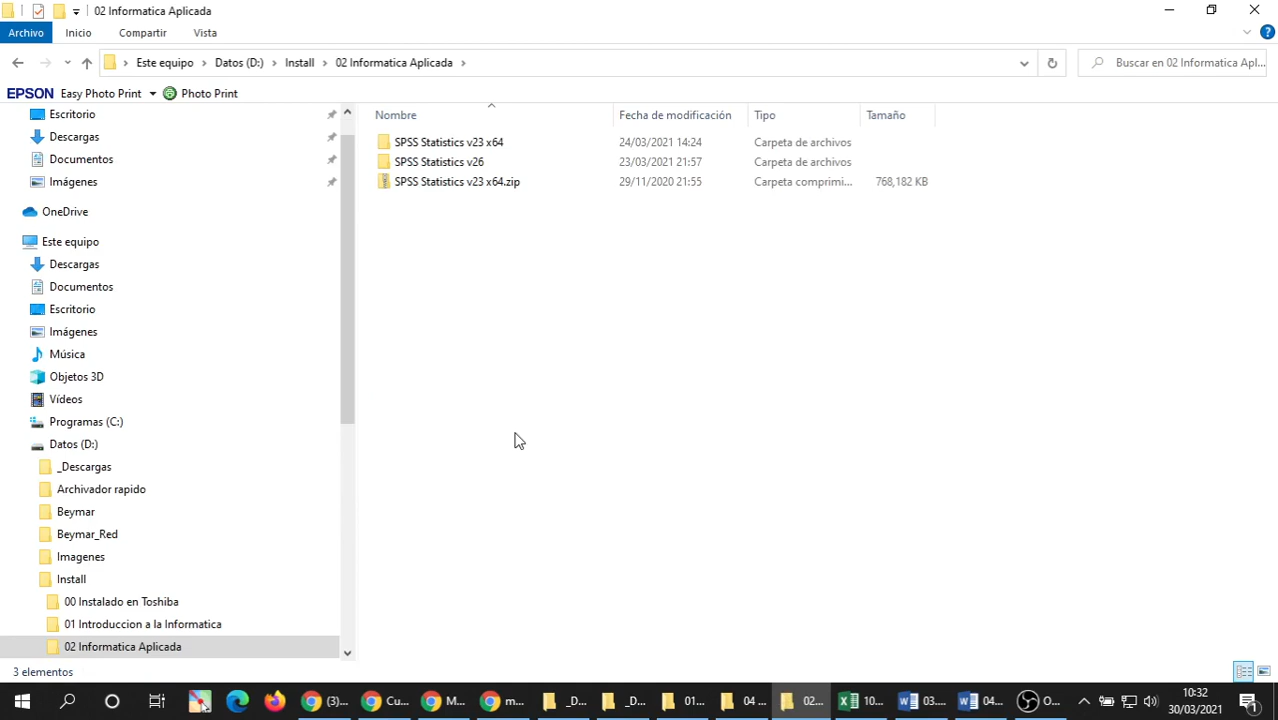 02 Informatica Aplicada
Archivo Inicio Compartir Vista
Este equipo Datos (D:) Install 02 Informatica Aplicada
Buscar en 02 Informatica Apl...
EPSON Easy Photo Print Photo Print
Nombre Fecha de modificación Tipo Tamaño
SPSS Statistics v23 x64 24/03/2021 14:24 Carpeta de archivos
SPSS Statistics v26 23/03/2021 21:57 Carpeta de archivos
SPSS Statistics v23 x64.zip 29/11/2020 21:55 Carpeta comprimi... 768,182 KB
Escritorio
Descargas
Documentos
Imágenes
OneDrive
Este equipo
Descargas
Documentos
Escritorio
Imágenes
Música
Objetos 3D
Vídeos
Programas (C:)
Datos (D:)
_Descargas
Archivador rapido
Beymar
Beymar_Red
Imagenes
Install
00 Instalado en Toshiba
01 Introduccion a la Informatica
02 Informatica Aplicada
3 elementos
(3)... Cu... M... m... _D... _D... 01... 04 ... 02... 10... 03.... 04... O...
10:32
30/03/2021
1